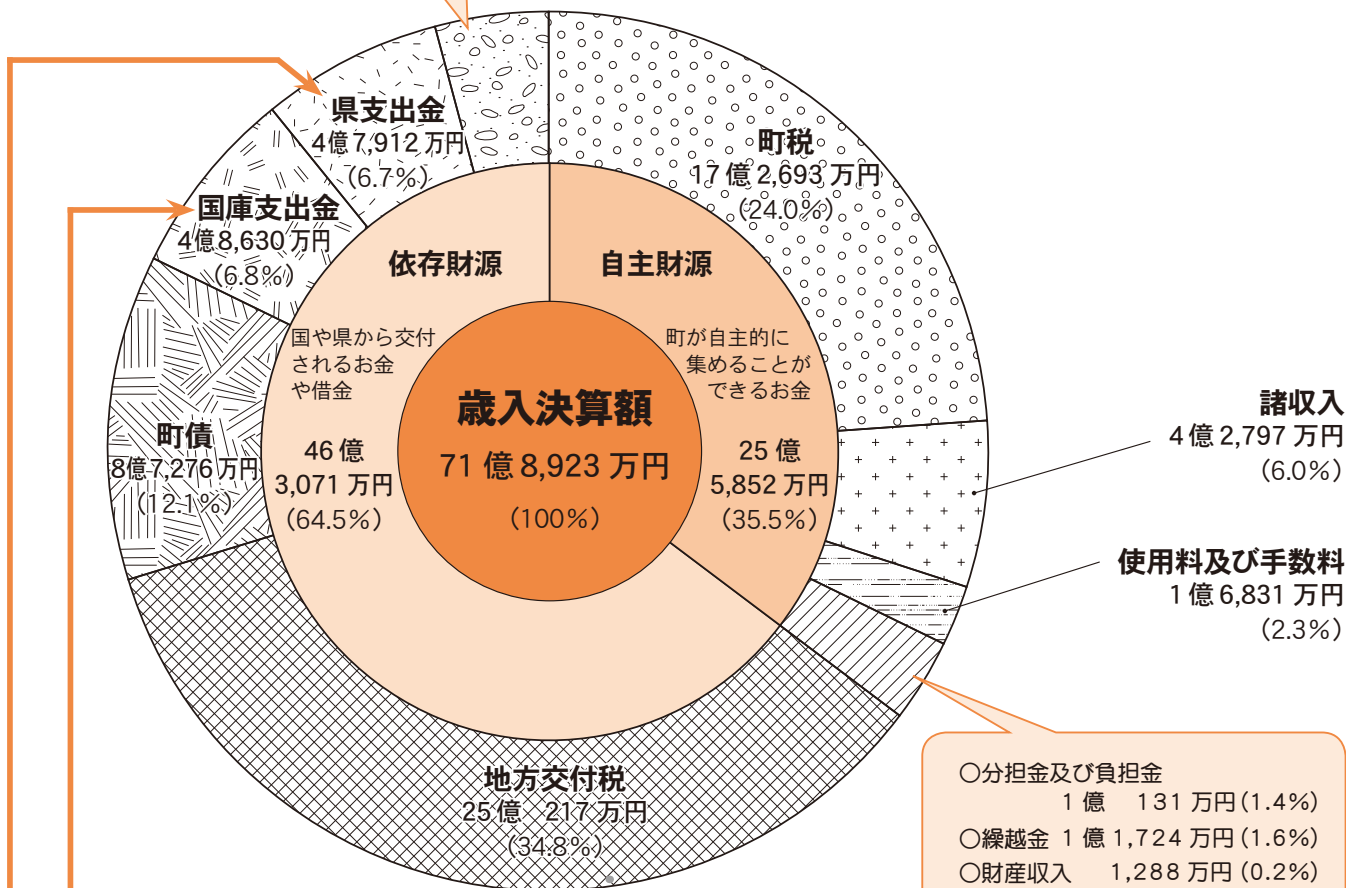 県支出金
4億7,912万円
(6.7%)
国庫支出金
4億8,630万円
(6.8%)
町債
8億7,276万円
(12.1%)
地方交付税
25億 217万円
(34.8%)
町税
17億2,693万円
(24.0%)
依存財源
国や県から交付
されるお金
や借金
46億
3,071万円
(64.5%)
自主財源
町が自主的に
集めることが
できるお金
25億
5,852万円
(35.5%)
歳入決算額
71億8,923万円
(100%)
諸収入
4億2,797万円
(6.0%)
使用料及び手数料
1億6,831万円
(2.3%)
○分担金及び負担金
1億 131万円(1.4%)
○繰越金 1億1,724万円(1.6%)
○財産収入 1,288万円(0.2%)